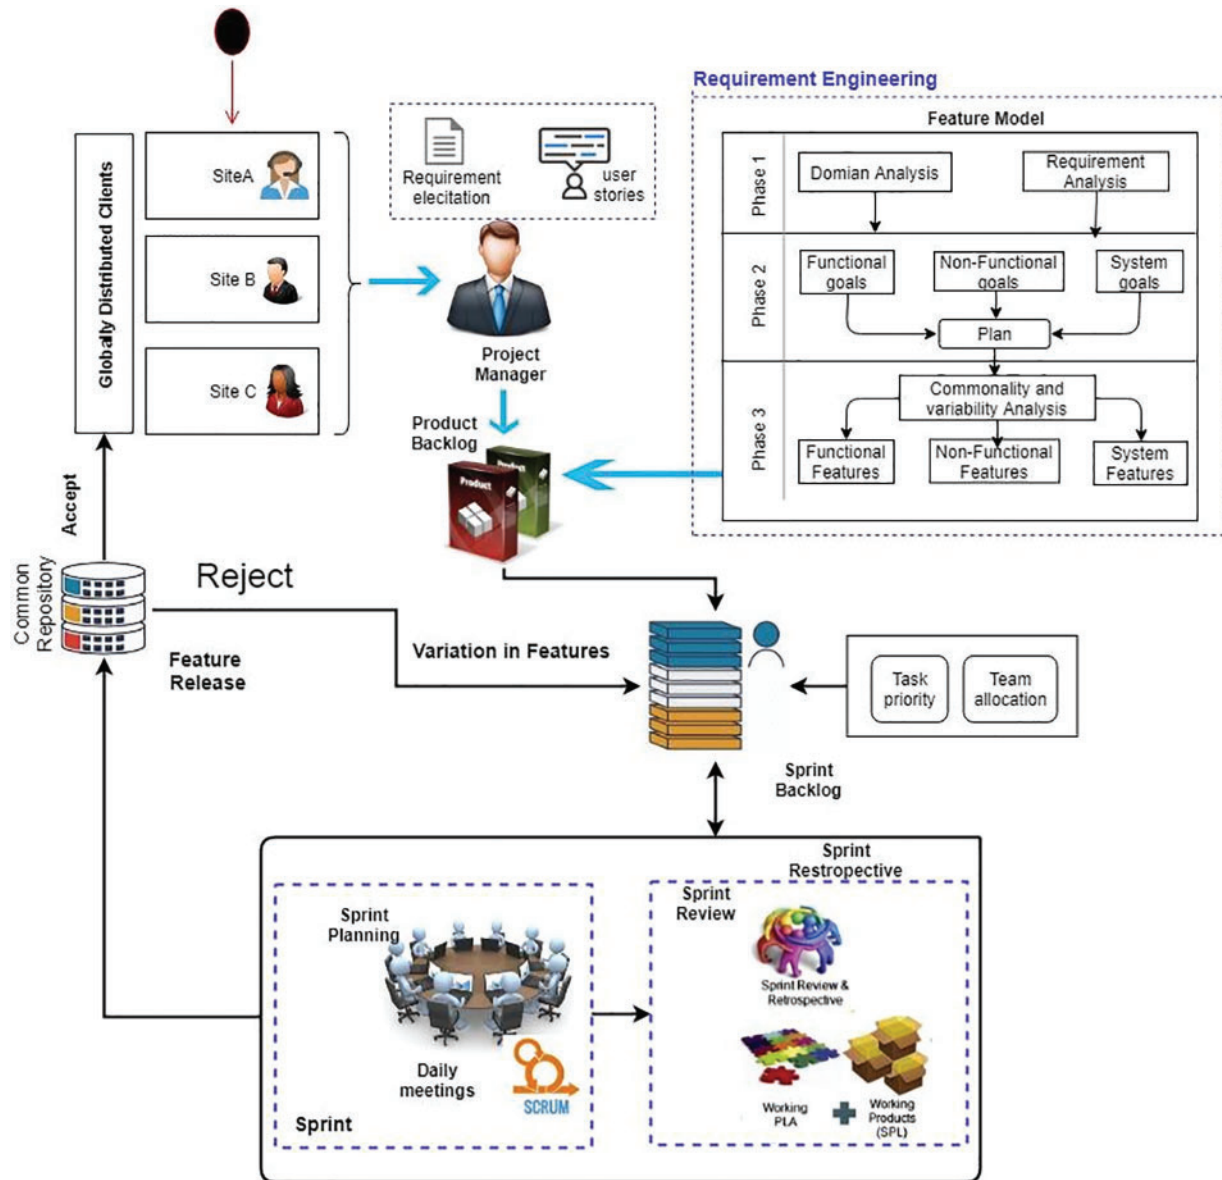 Requirement Engineering
Feature Model
Phase 1
Domian Analysis
Requirement
Analysis
Phase 2
Functional
goals
Non-Functional
goals
System
goals
Plan
Phase 3
Commonality and
variability Analysis
Functional
Features
Non-Functional
Features
System
Features
Globally Distributed Clients
SiteA
Site B
Site C
Requirement
elecitation
user
stories
Project
Manager
Product
Backlog
Product
Product
Accept
Common
Repository
Reject
Feature
Release
Variation in Features
Task
priority
Team
allocation
Sprint
Backlog
Sprint
Restropective
Sprint
Planning
Daily
meetings
SCRUM
Sprint
Sprint
Review
Sprint Review &
Retrospective
Working
PLA
Working
Products
(SPL)